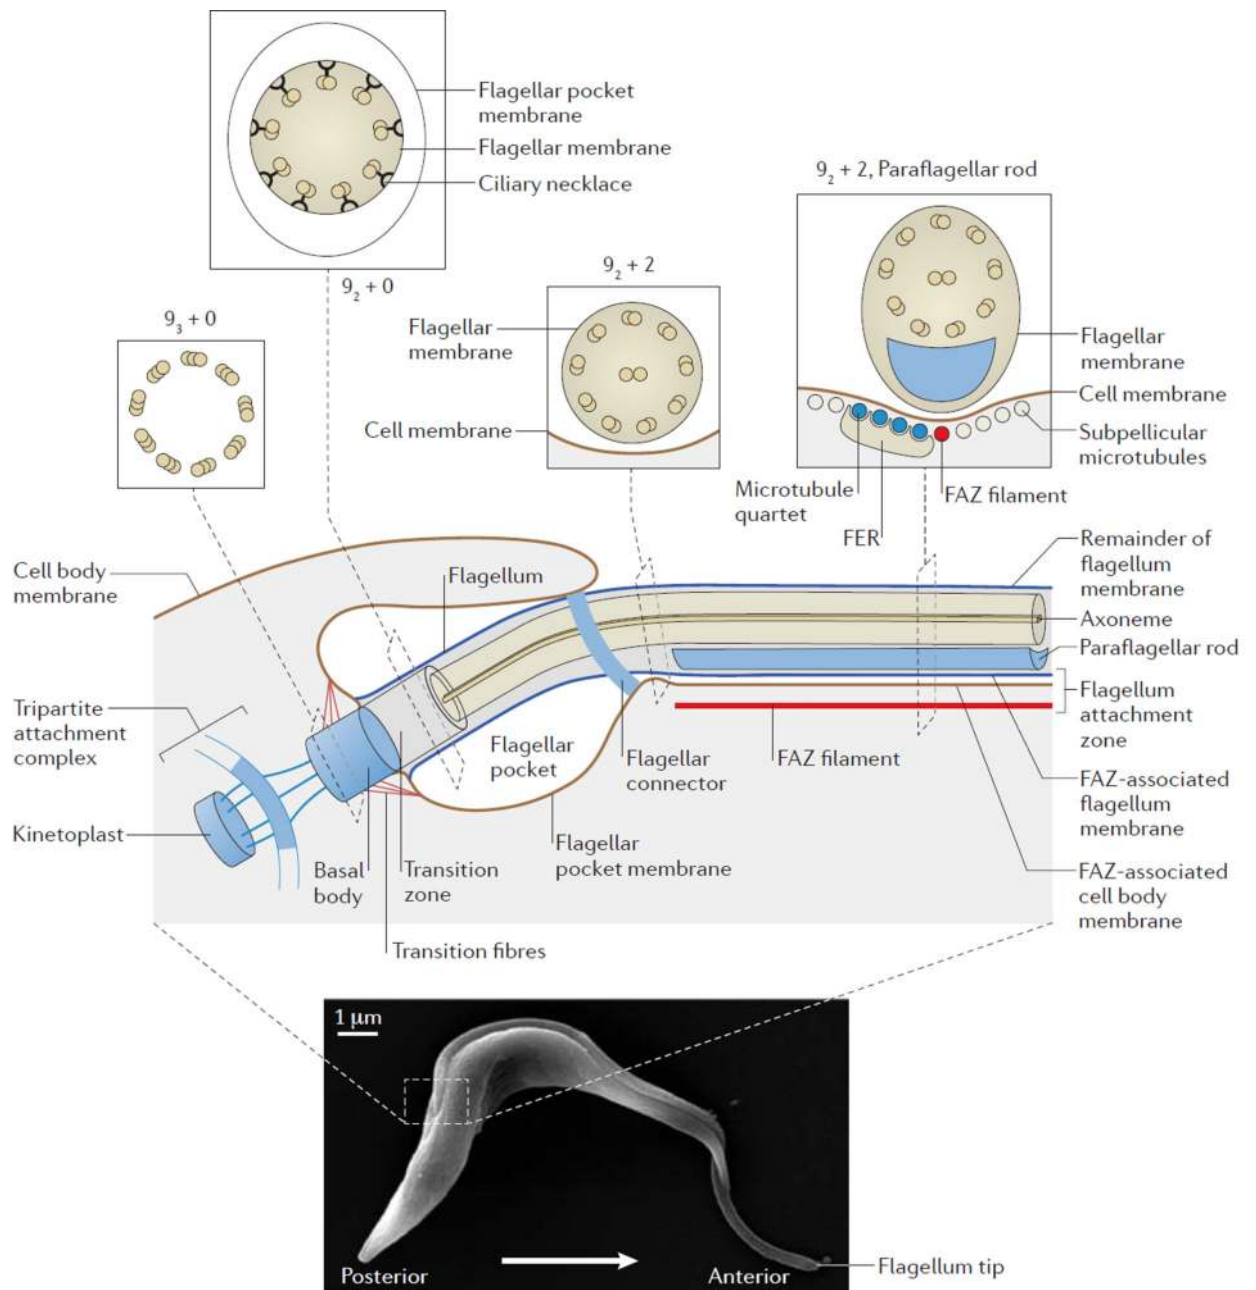 Flagellar pocket
membrane
Flagellar membrane
Ciliary necklace
9₂ + 0
9₃ + 0
9₂ + 2
Flagellar
membrane
Cell membrane
9₂ + 2, Paraflagellar rod
Flagellar
membrane
Cell membrane
Subpellicular
microtubules
Microtubule
quartet
FAZ filament
FER
Cell body
membrane
Flagellum
Remainder of
flagellum
membrane
Axoneme
Paraflagellar rod
Flagellum
attachment
zone
Tripartite
attachment
complex
Flagellar
pocket
Flagellar
connector
FAZ filament
FAZ-associated
flagellum
membrane
Kinetoplast
Basal
body
Transition
zone
Flagellar
pocket membrane
FAZ-associated
cell body
membrane
Transition fibres
1 μm
Posterior
Anterior
Flagellum tip